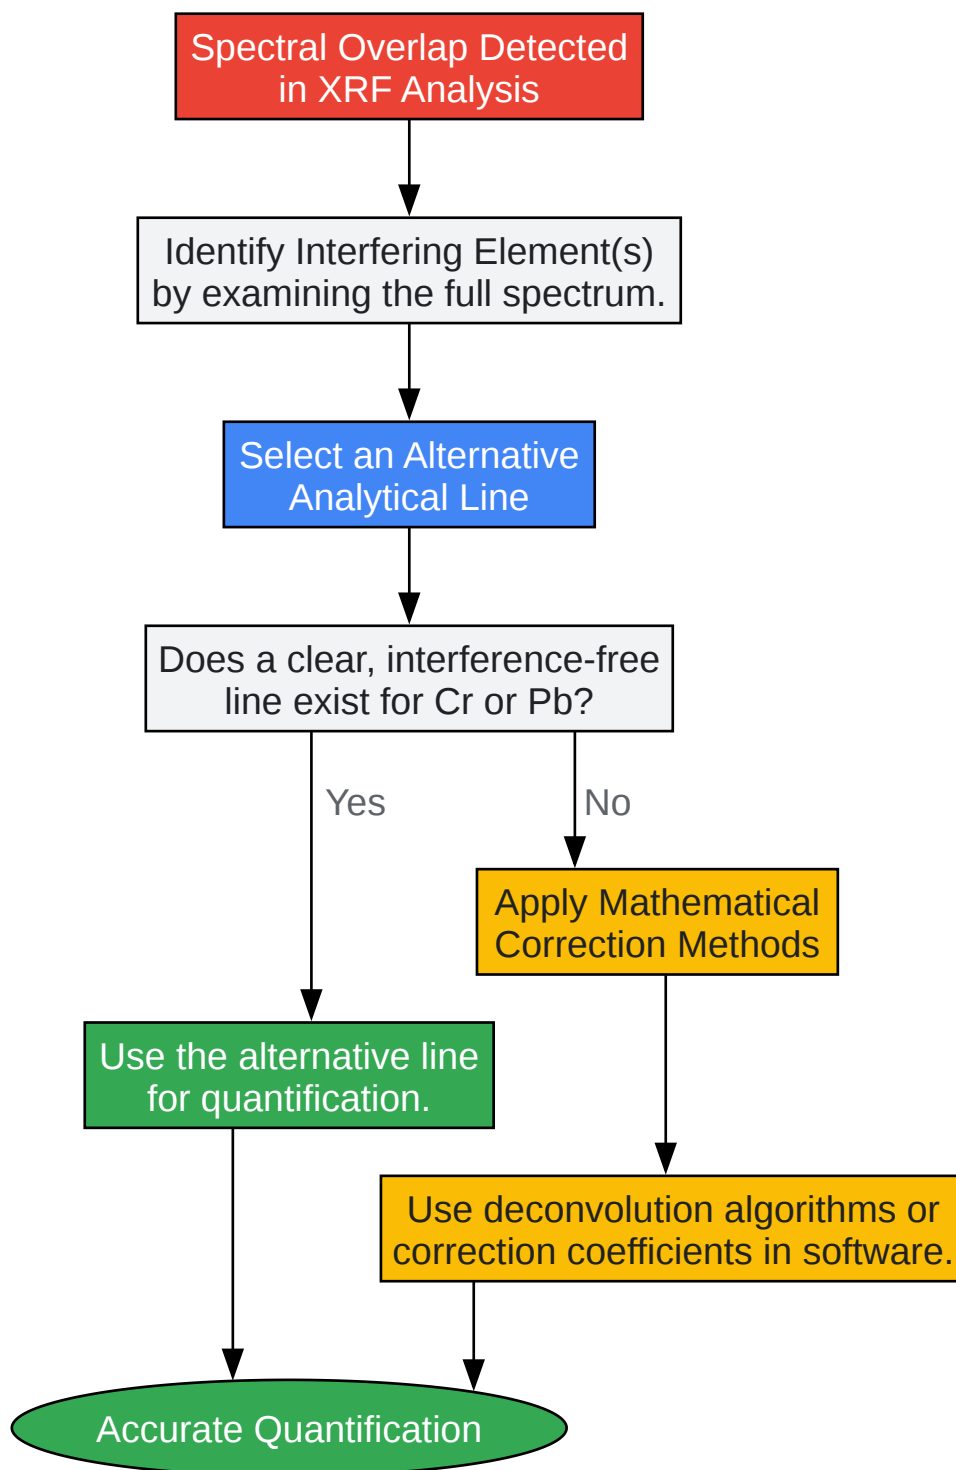 Spectral Overlap Detected
in XRF Analysis
Identify Interfering Element(s)
by examining the full spectrum.
Select an Alternative
Analytical Line
Does a clear, interference-free
line exist for Cr or Pb?
Yes
No
Apply Mathematical
Correction Methods
Use the alternative line
for quantification.
Use deconvolution algorithms or
correction coefficients in software.
Accurate Quantification